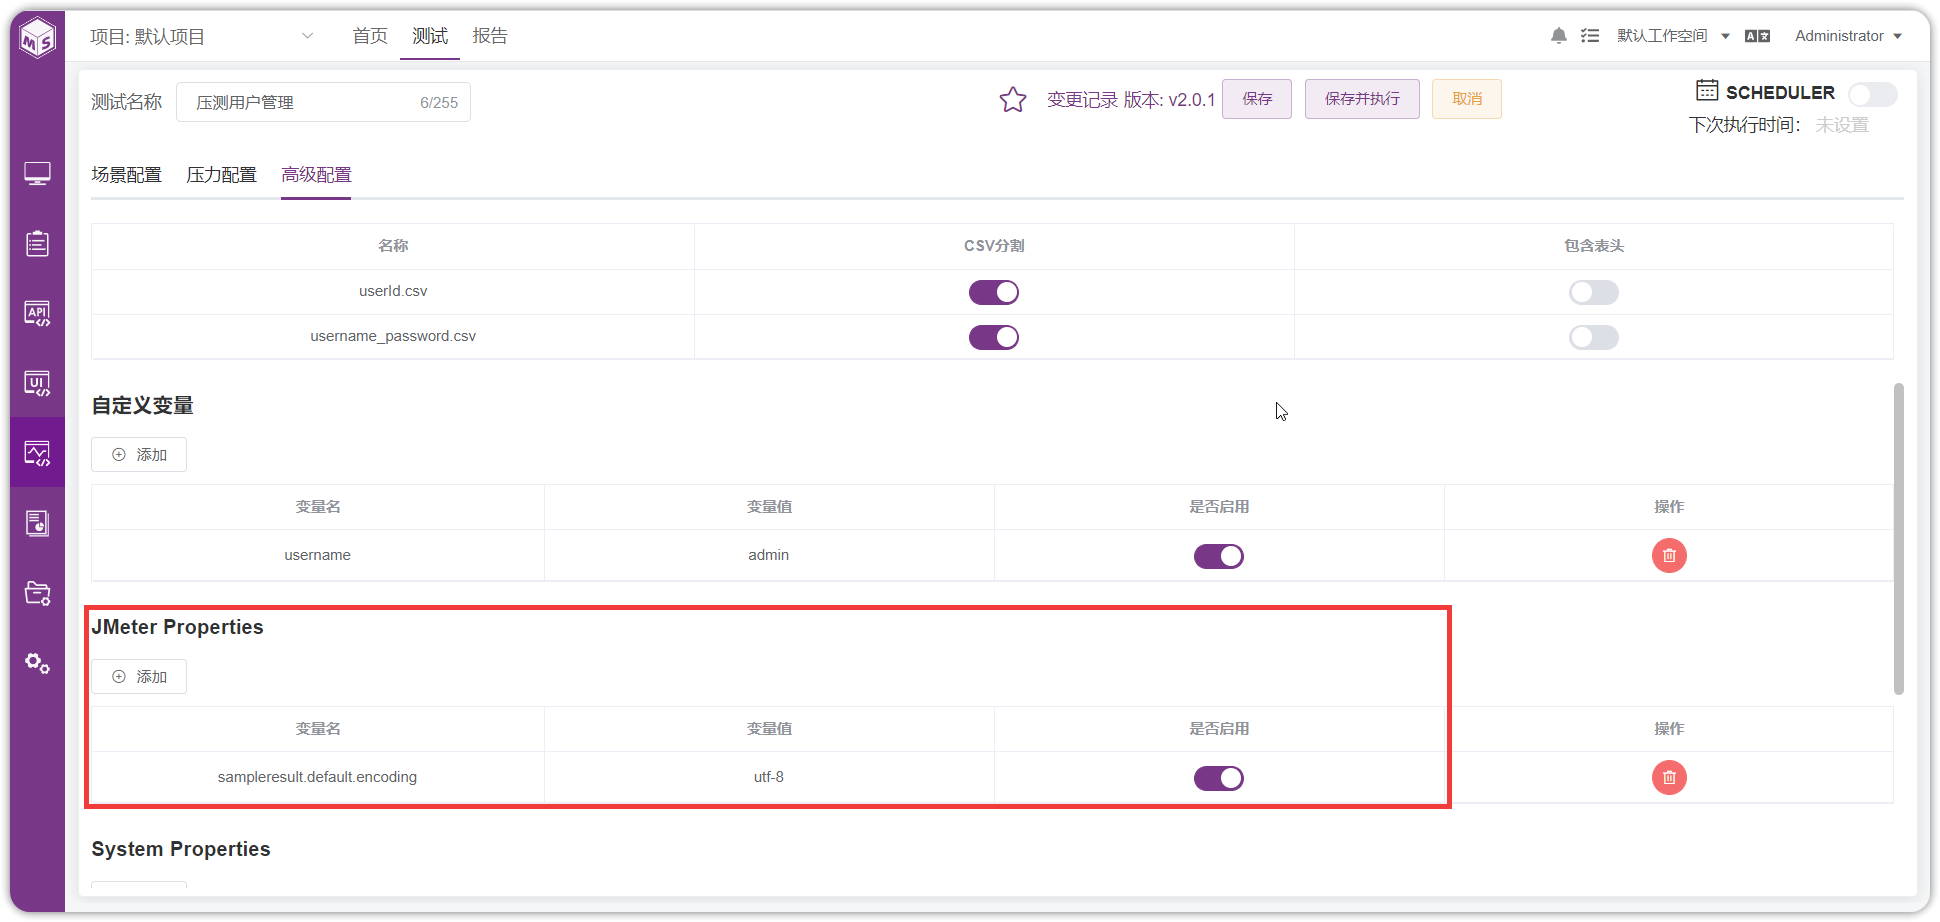 MS
项目: 默认项目
首页
测试
报告
默认工作空间
Administrator
测试名称
压测用户管理
6/255
变更记录 版本: v2.0.1
保存
保存并执行
取消
SCHEDULER
下次执行时间：
未设置
场景配置
压力配置
高级配置
名称
CSV分割
包含表头
userId.csv
username_password.csv
API
UI
自定义变量
添加
变量名
变量值
是否启用
操作
username
admin
JMeter Properties
添加
变量名
变量值
是否启用
操作
sampleresult.default.encoding
utf-8
System Properties